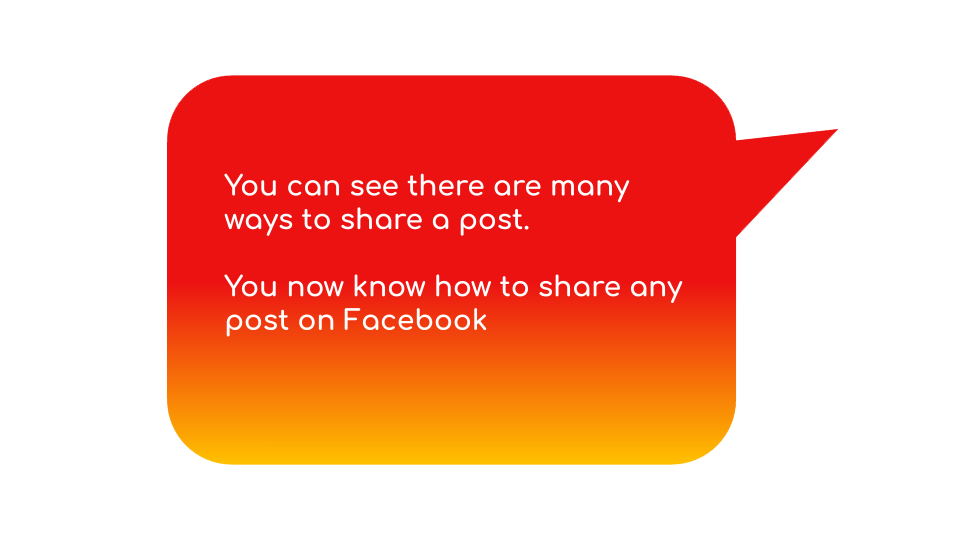 You can see there are many
ways to share a post.
You now know how to share any
post on Facebook